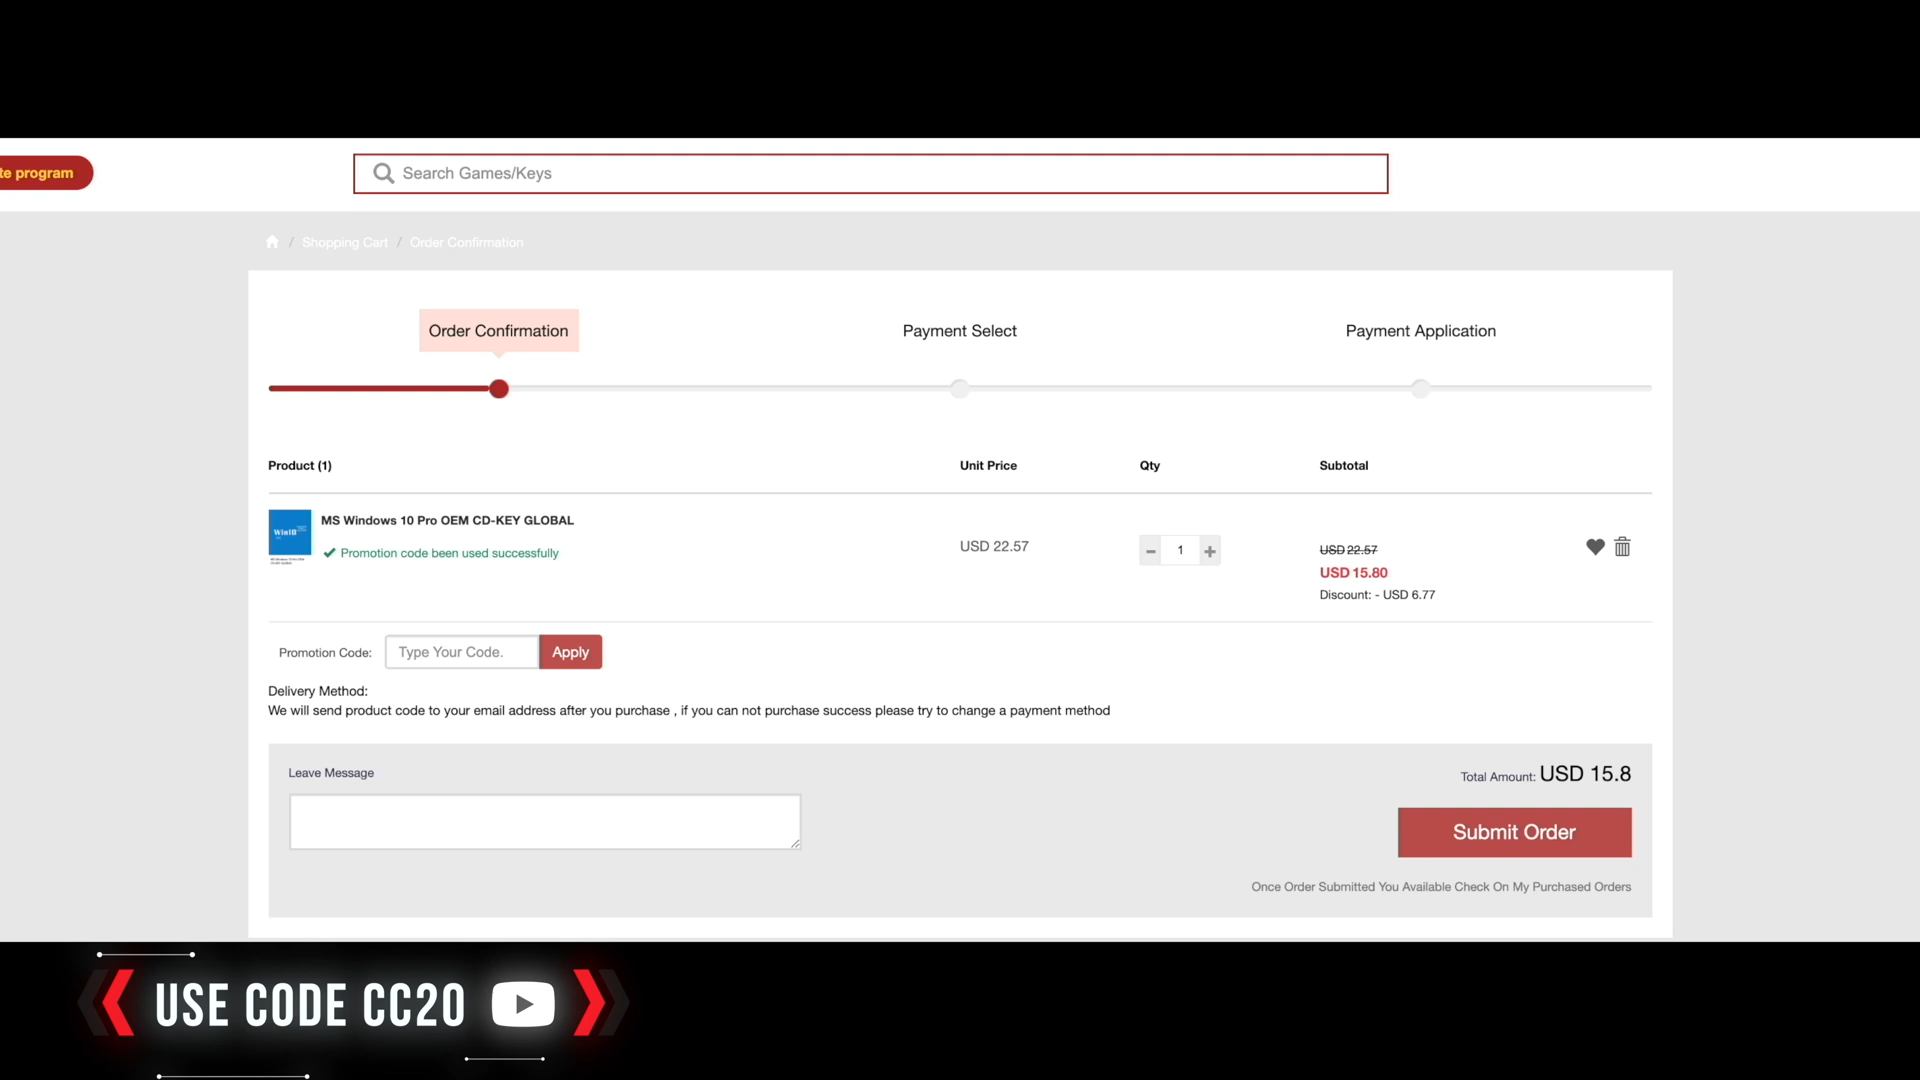 te program
Search Games/Keys
/ Shopping Cart / Order Confirmation
Order Confirmation
Payment Select
Payment Application
Product (1)
Unit Price
Qty
Subtotal
Win10
MS Windows 10 Pro OEM CD-KEY GLOBAL
Promotion code been used successfully
USD 22.57
1
USD 22.57
USD 15.80
Discount: - USD 6.77
Promotion Code:
Type Your Code.
Apply
Delivery Method:
We will send product code to your email address after you purchase , if you can not purchase success please try to change a payment method
Leave Message
Total Amount: USD 15.8
Submit Order
Once Order Submitted You Available Check On My Purchased Orders
USE CODE CC20